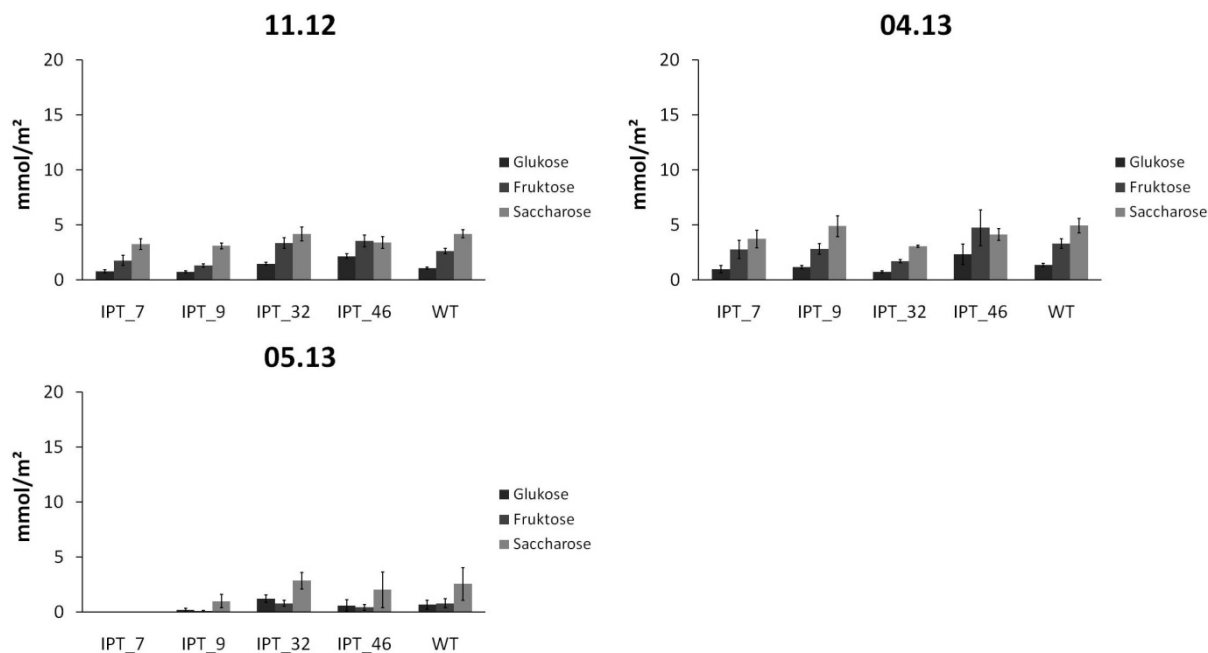 11.12
20
15
10
5
0
mmol/m²
IPT_7 IPT_9 IPT_32 IPT_46 WT
Glukose
Fruktose
Saccharose
04.13
20
15
10
5
0
mmol/m²
IPT_7 IPT_9 IPT_32 IPT_46 WT
Glukose
Fruktose
Saccharose
05.13
20
15
10
5
0
mmol/m²
IPT_7 IPT_9 IPT_32 IPT_46 WT
Glukose
Fruktose
Saccharose